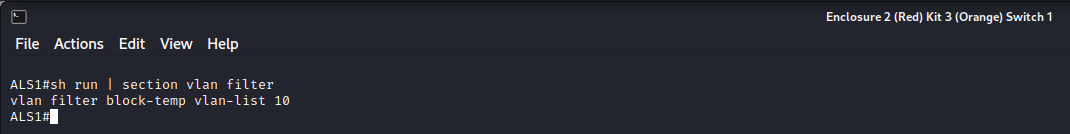 Enclosure 2 (Red) Kit 3 (Orange) Switch 1
File Actions Edit View Help
ALS1#sh run | section vlan filter
vlan filter block-temp vlan-list 10
ALS1#